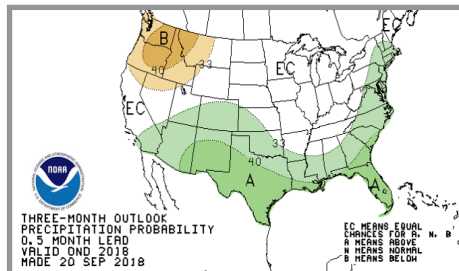 EC
B
40
33
EC
EC
33
40
A
A
NOAA
THREE-MONTH OUTLOOK
PRECIPITATION PROBABILITY
0.5 MONTH LEAD
VALID OND 2018
MADE 20 SEP 2018
EC MEANS EQUAL
CHANCES FOR A, N, B
A MEANS ABOVE
N MEANS NORMAL
B MEANS BELOW